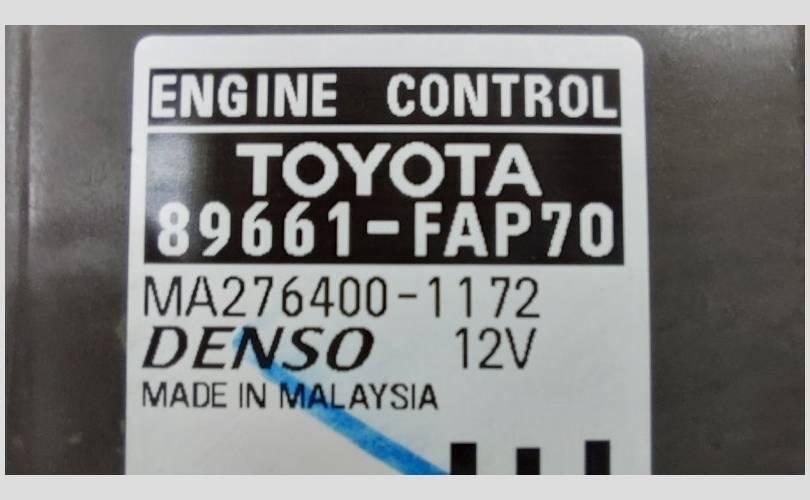 ENGINE CONTROL
TOYOTA
89661-FAP70
MA276400-1172
DENSO 12V
MADE IN MALAYSIA